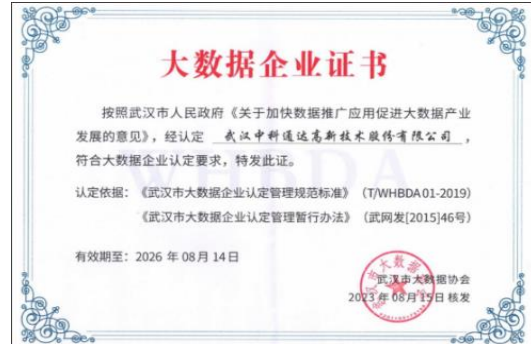 大数据企业证书
按照武汉市人民政府《关于加快数据推广应用促进大数据产业
发展的意见》，经认定 武汉中科通达高新技术股份有限公司，
符合大数据企业认定要求，特发此证。
认定依据：《武汉市大数据企业认定管理规范标准》（T/WHBDA 01-2019）
《武汉市大数据企业认定管理暂行办法》（武网发[2015]46号）
WHBDA
有效期至：2026 年 08 月 14 日
武汉市大数据协会
2023 年 08 月 15 日 核发